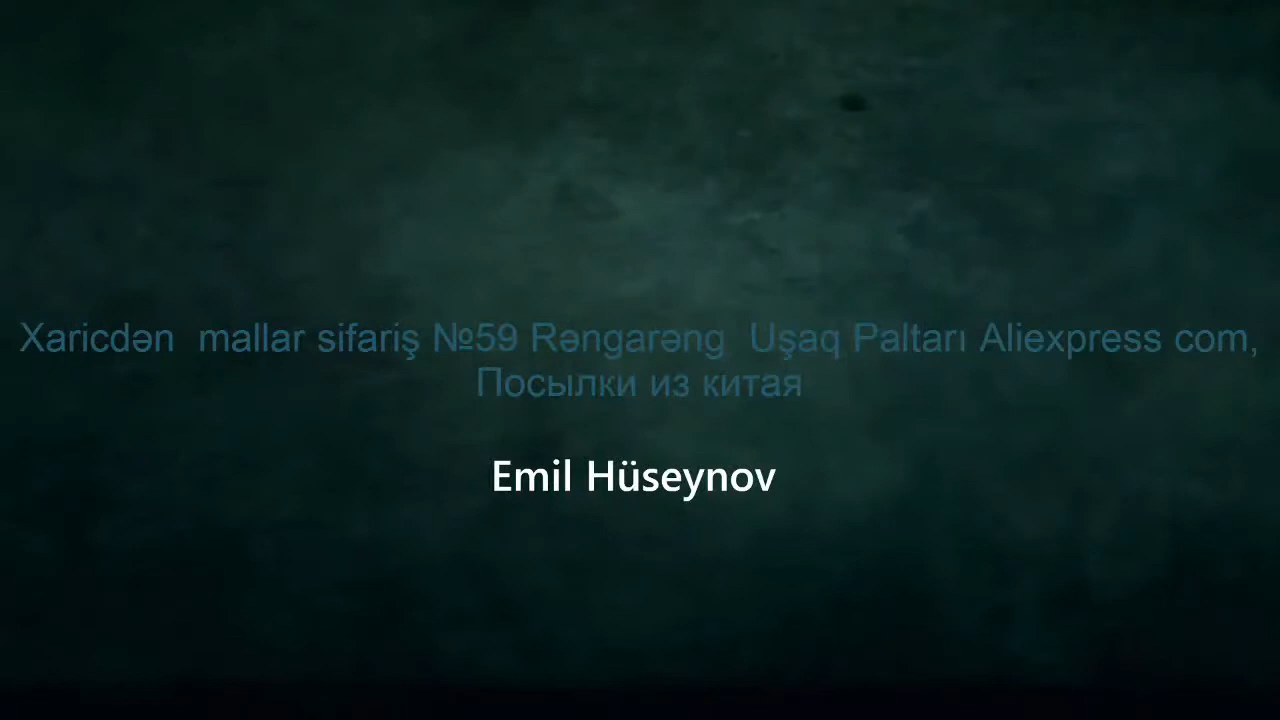 Xaricdən mallar sifariş №59 Rəngarəng Uşaq Paltarı Aliexpress com,
Посылки из китая
Emil Hüseynov